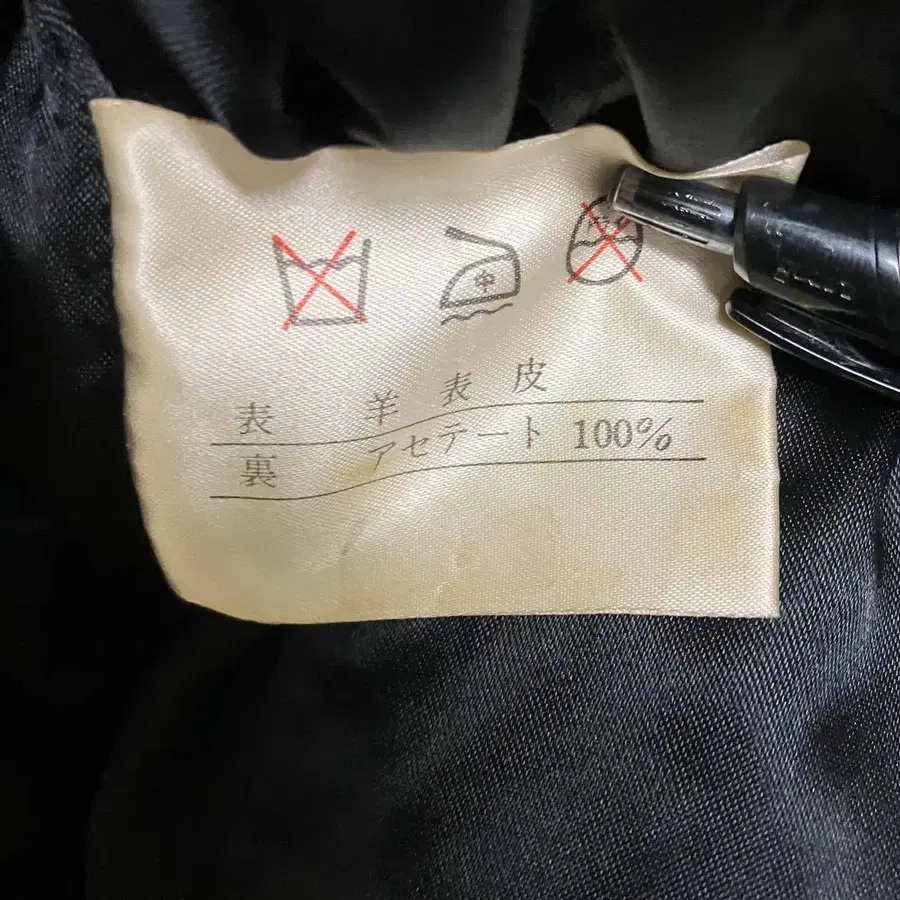 中
表 羊表皮
裏 アセテート 100%